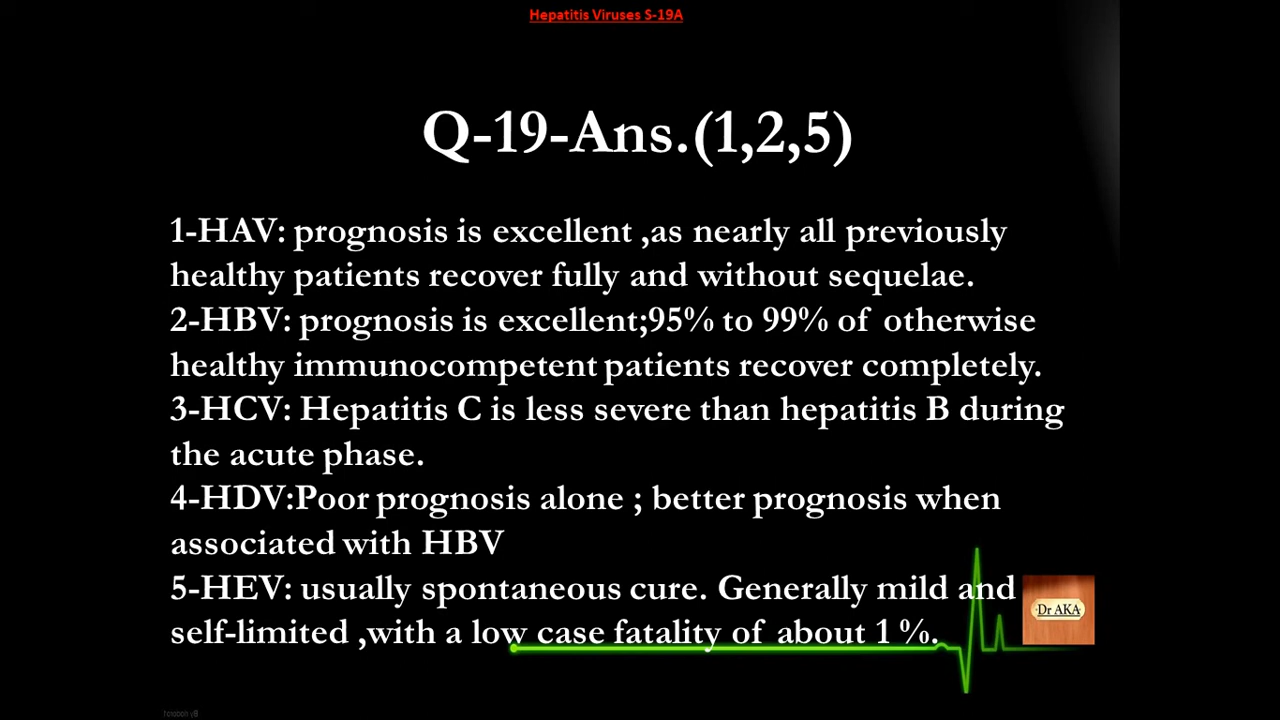 Hepatitis Viruses S-19A
Q-19-Ans.(1,2,5)
1-HAV: prognosis is excellent ,as nearly all previously
healthy patients recover fully and without sequelae.
2-HBV: prognosis is excellent;95% to 99% of otherwise
healthy immunocompetent patients recover completely.
3-HCV: Hepatitis C is less severe than hepatitis B during
the acute phase.
4-HDV:Poor prognosis alone ; better prognosis when
associated with HBV
5-HEV: usually spontaneous cure. Generally mild and
self-limited ,with a low case fatality of about 1 %.
Dr AKA